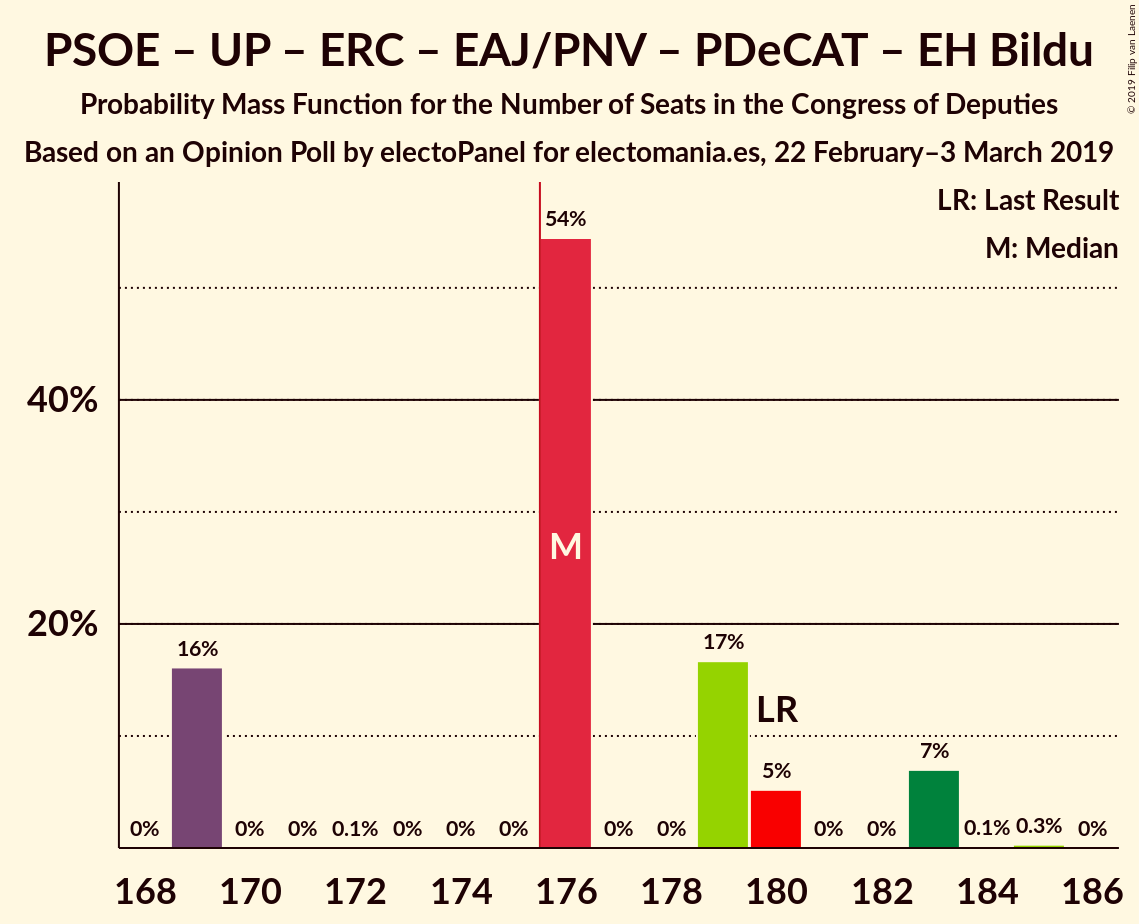 PSOE – UP – ERC – EAJ/PNV – PDeCAT – EH Bildu
Probability Mass Function for the Number of Seats in the Congress of Deputies
Based on an Opinion Poll by electoPanel for electomania.es, 22 February–3 March 2019
© 2019 Filip van Laenen
LR: Last Result
M: Median
54%
40%
M
20%
16%
17%
LR
5%
7%
0% 0% 0% 0.1% 0% 0% 0% 0% 0% 0% 0% 0.1% 0.3% 0%
168 170 172 174 176 178 180 182 184 186